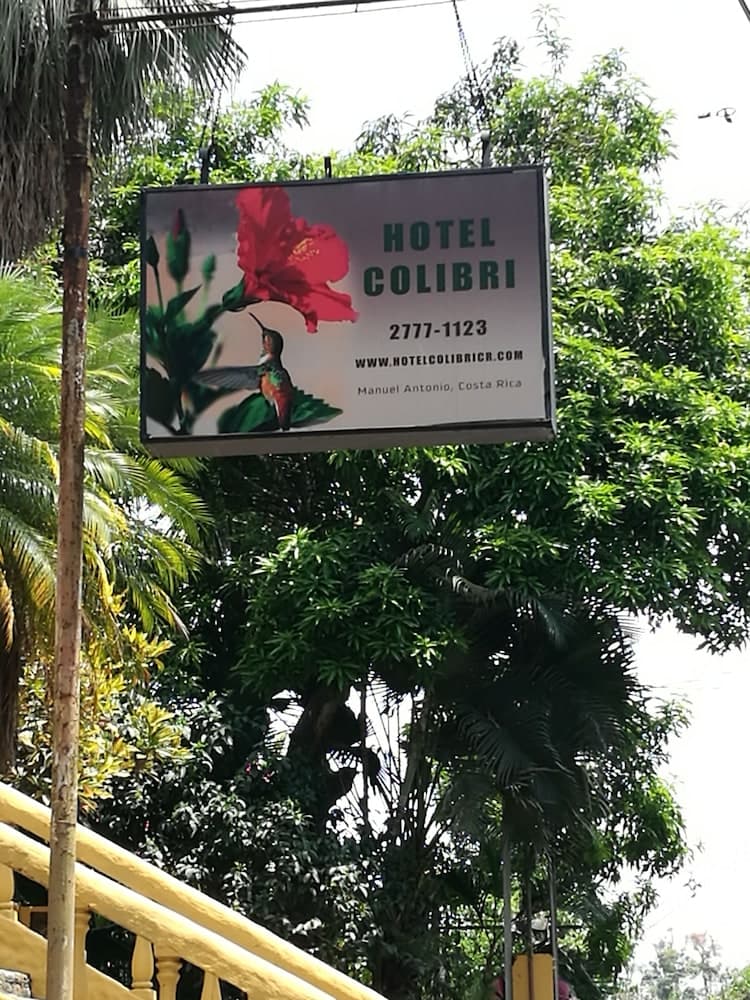 HOTEL
COLIBRI
2777-1123
WWW.HOTELCOLIBRICR.COM
Manuel Antonio, Costa Rica